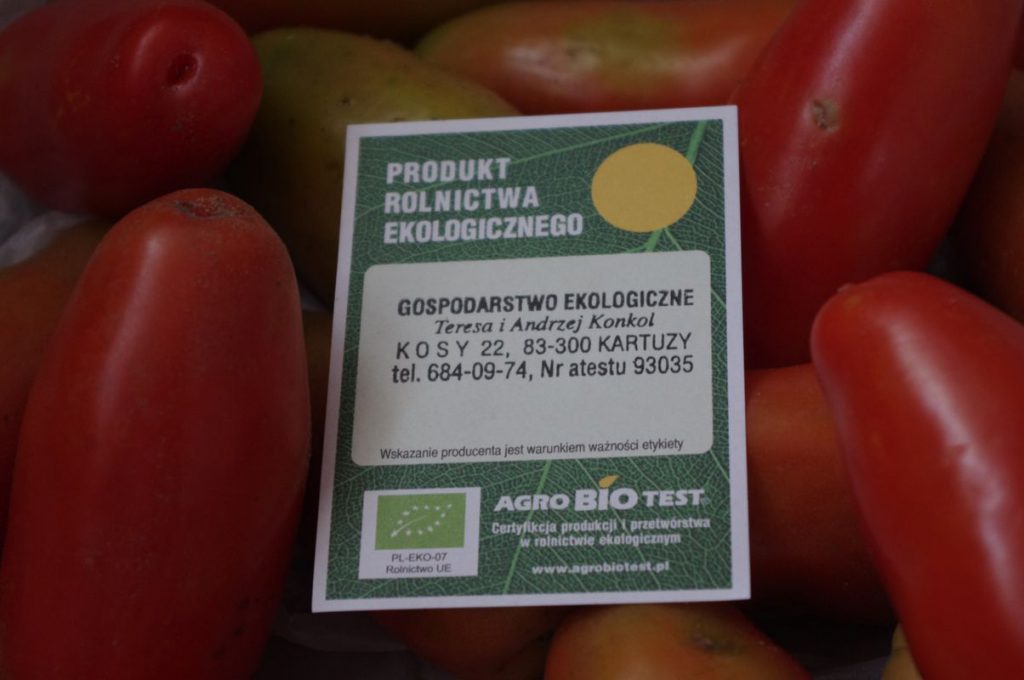 PRODUKT
ROLNICTWA
EKOLOGICZNEGO
GOSPODARSTWO EKOLOGICZNE
Teresa i Andrzej Konkol
KOSY 22, 83-300 KARTUZY
tel. 684-09-74, Nr atestu 93035
Wskazanie producenta jest warunkiem ważności etykiety
PL-EKO-07
Rolnictwo UE
AGRO BIO TEST
Certyfikcja produkcji i przetwórstwa
w rolnictwie ekologicznym
www.agrobiotest.pl